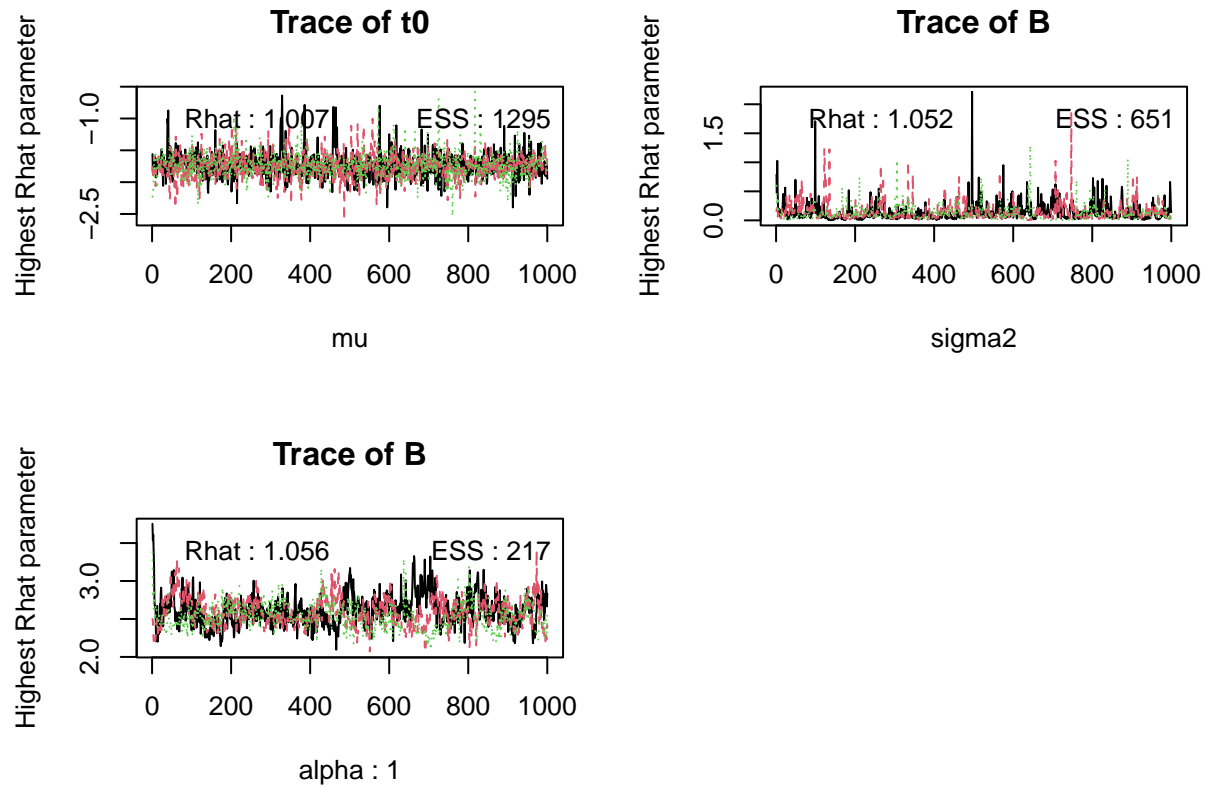 Trace of t0
Highest Rhat parameter
−1.0
−2.5
Rhat : 1.007
ESS : 1295
0 200 400 600 800 1000
mu
Trace of B
Highest Rhat parameter
1.5
0.0
Rhat : 1.052
ESS : 651
0 200 400 600 800 1000
sigma2
Trace of B
Highest Rhat parameter
3.0
2.0
Rhat : 1.056
ESS : 217
0 200 400 600 800 1000
alpha : 1